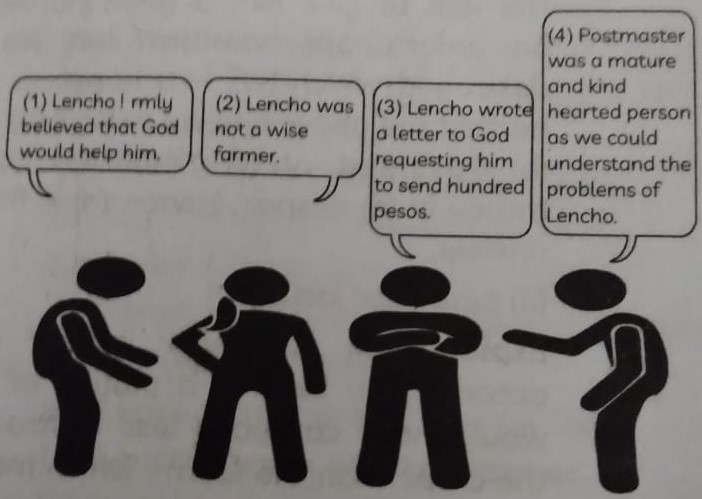 (1) Lencho l rmly
believed that God
would help him.
(2) Lencho was
not a wise
farmer.
(3) Lencho wrote
a letter to God
requesting him
to send hundred
pesos.
(4) Postmaster
was a mature
and kind
hearted person
as we could
understand the
problems of
Lencho.